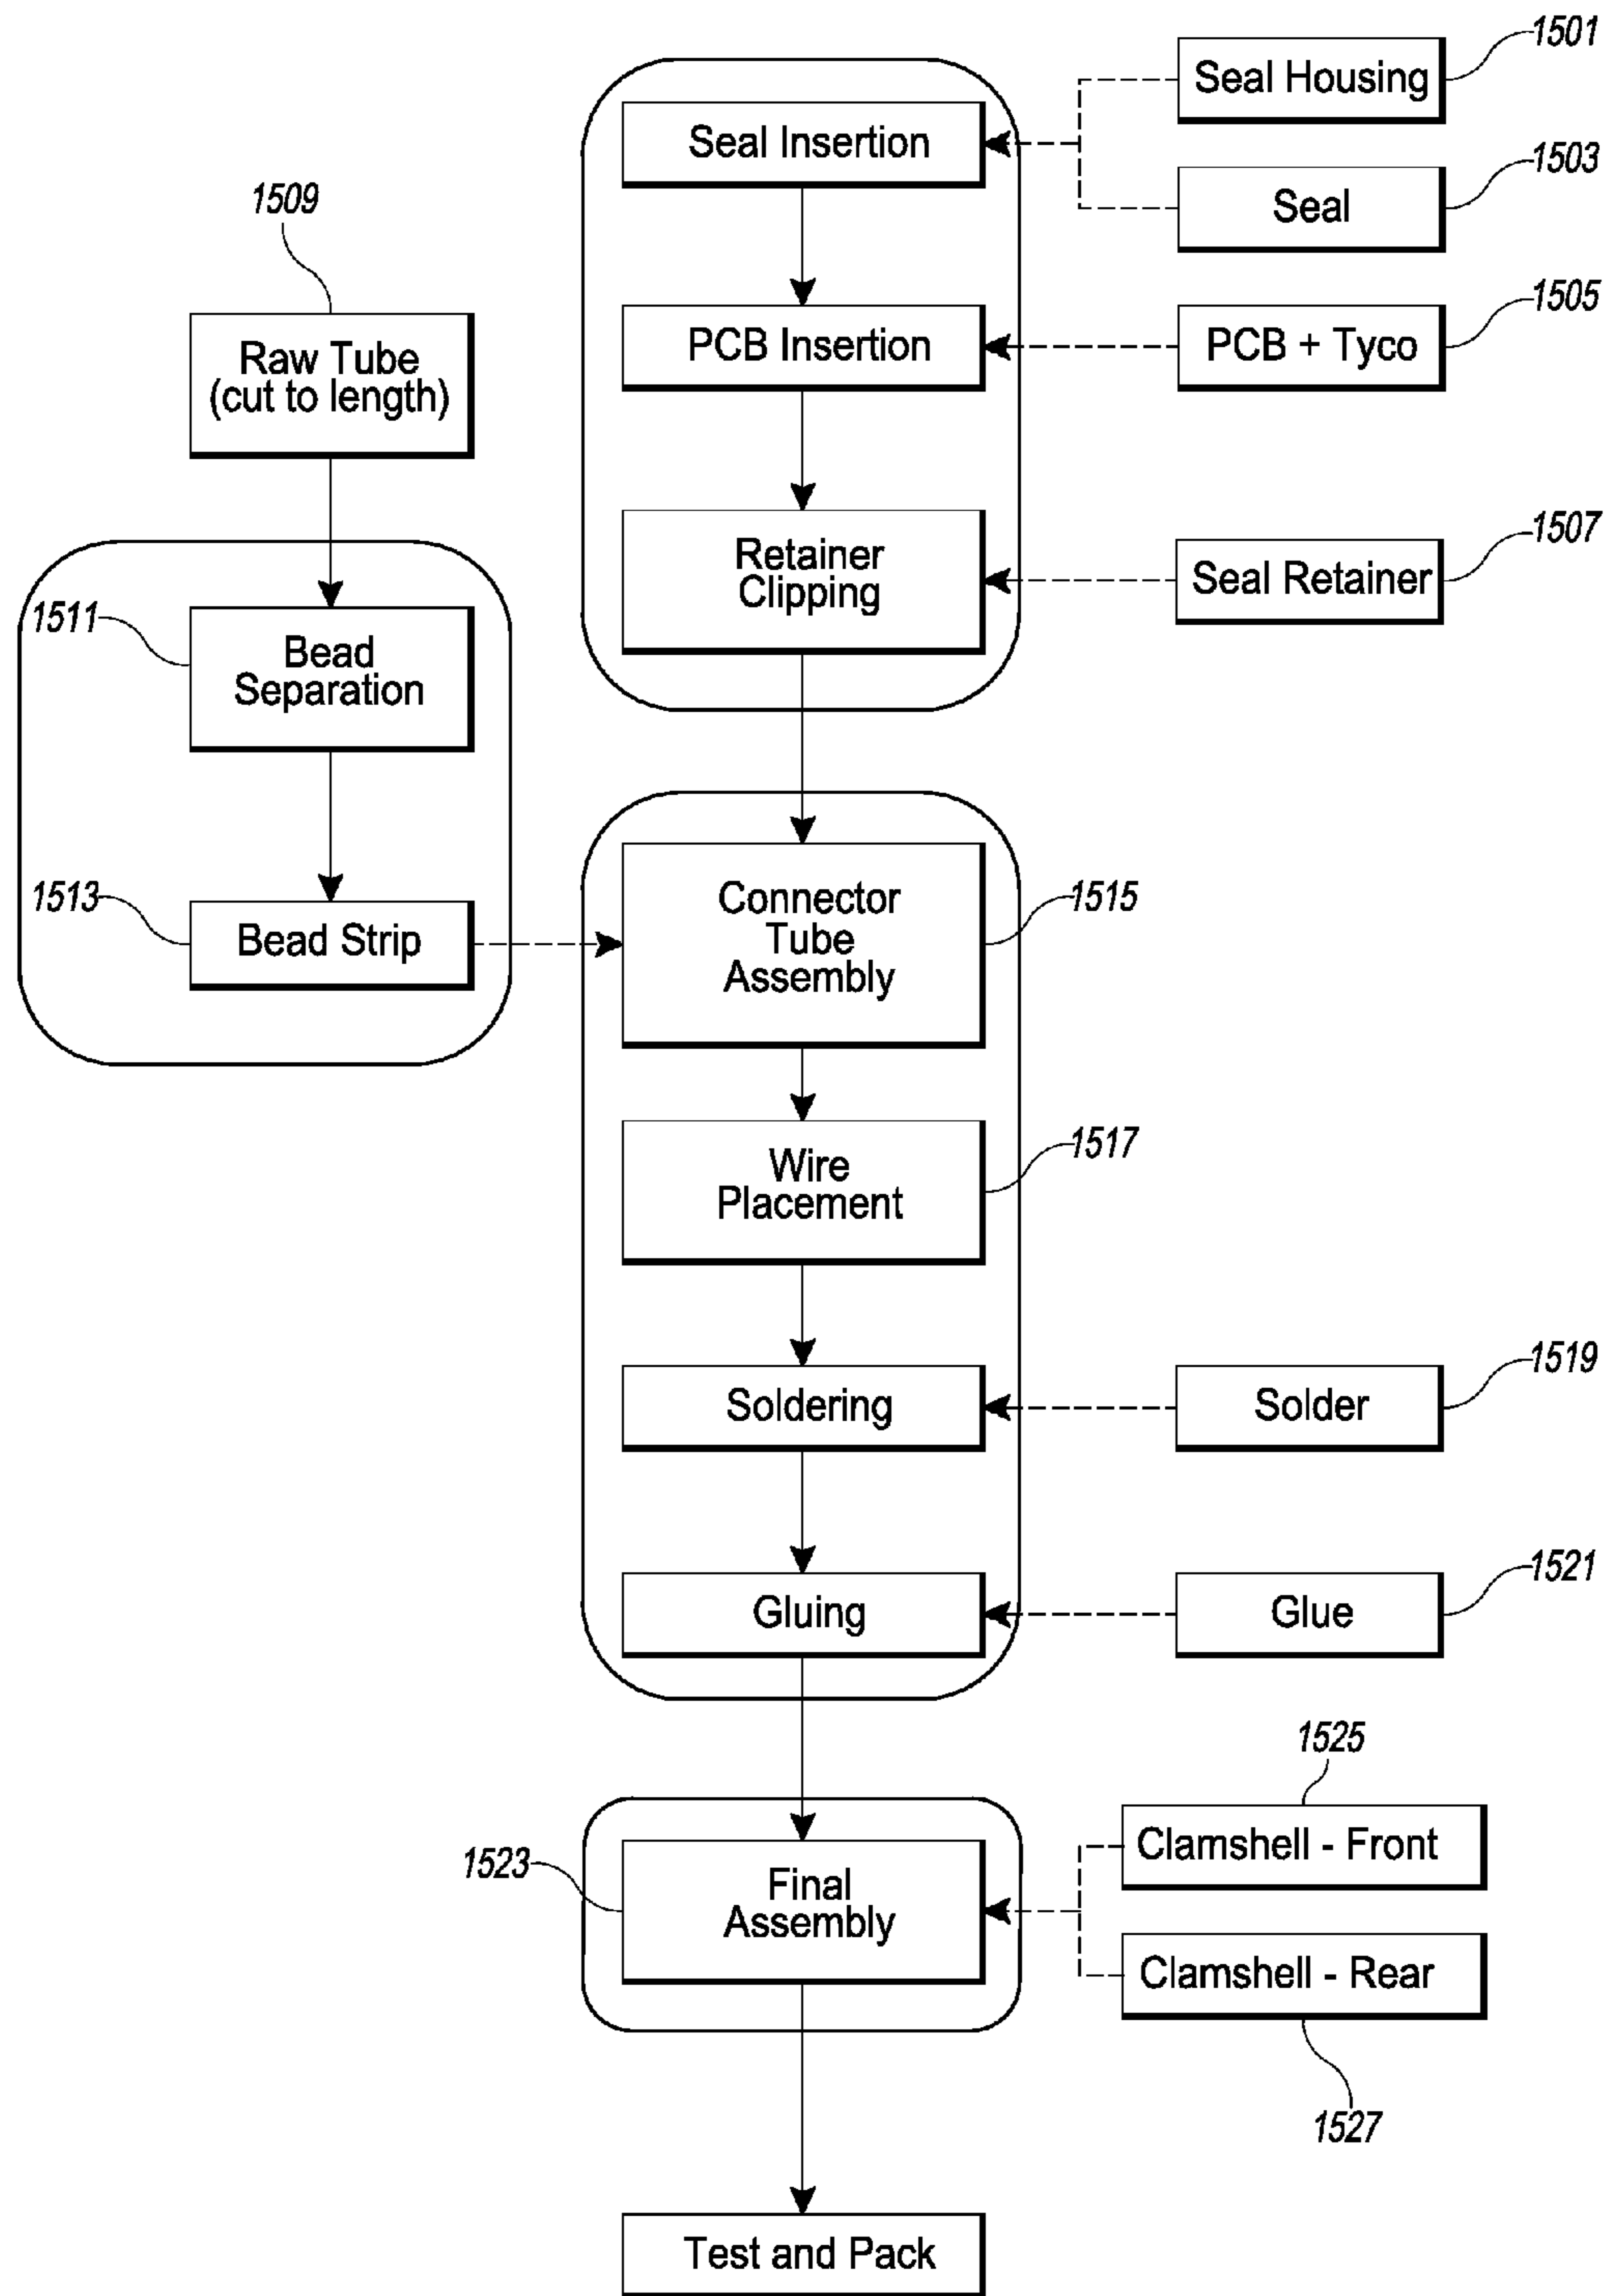 1501
Seal Housing
Seal Insertion
1503
Seal
1509
1505
Raw Tube
(cut to length)
PCB Insertion
PCB + Tyco
1507
Retainer
Clipping
Seal Retainer
1511
Bead
Separation
1513
Bead Strip
Connector
Tube
Assembly
1515
1517
Wire
Placement
1519
Soldering
Solder
1521
Gluing
Glue
1525
Clamshell - Front
1523
Final
Assembly
Clamshell - Rear
1527
Test and Pack